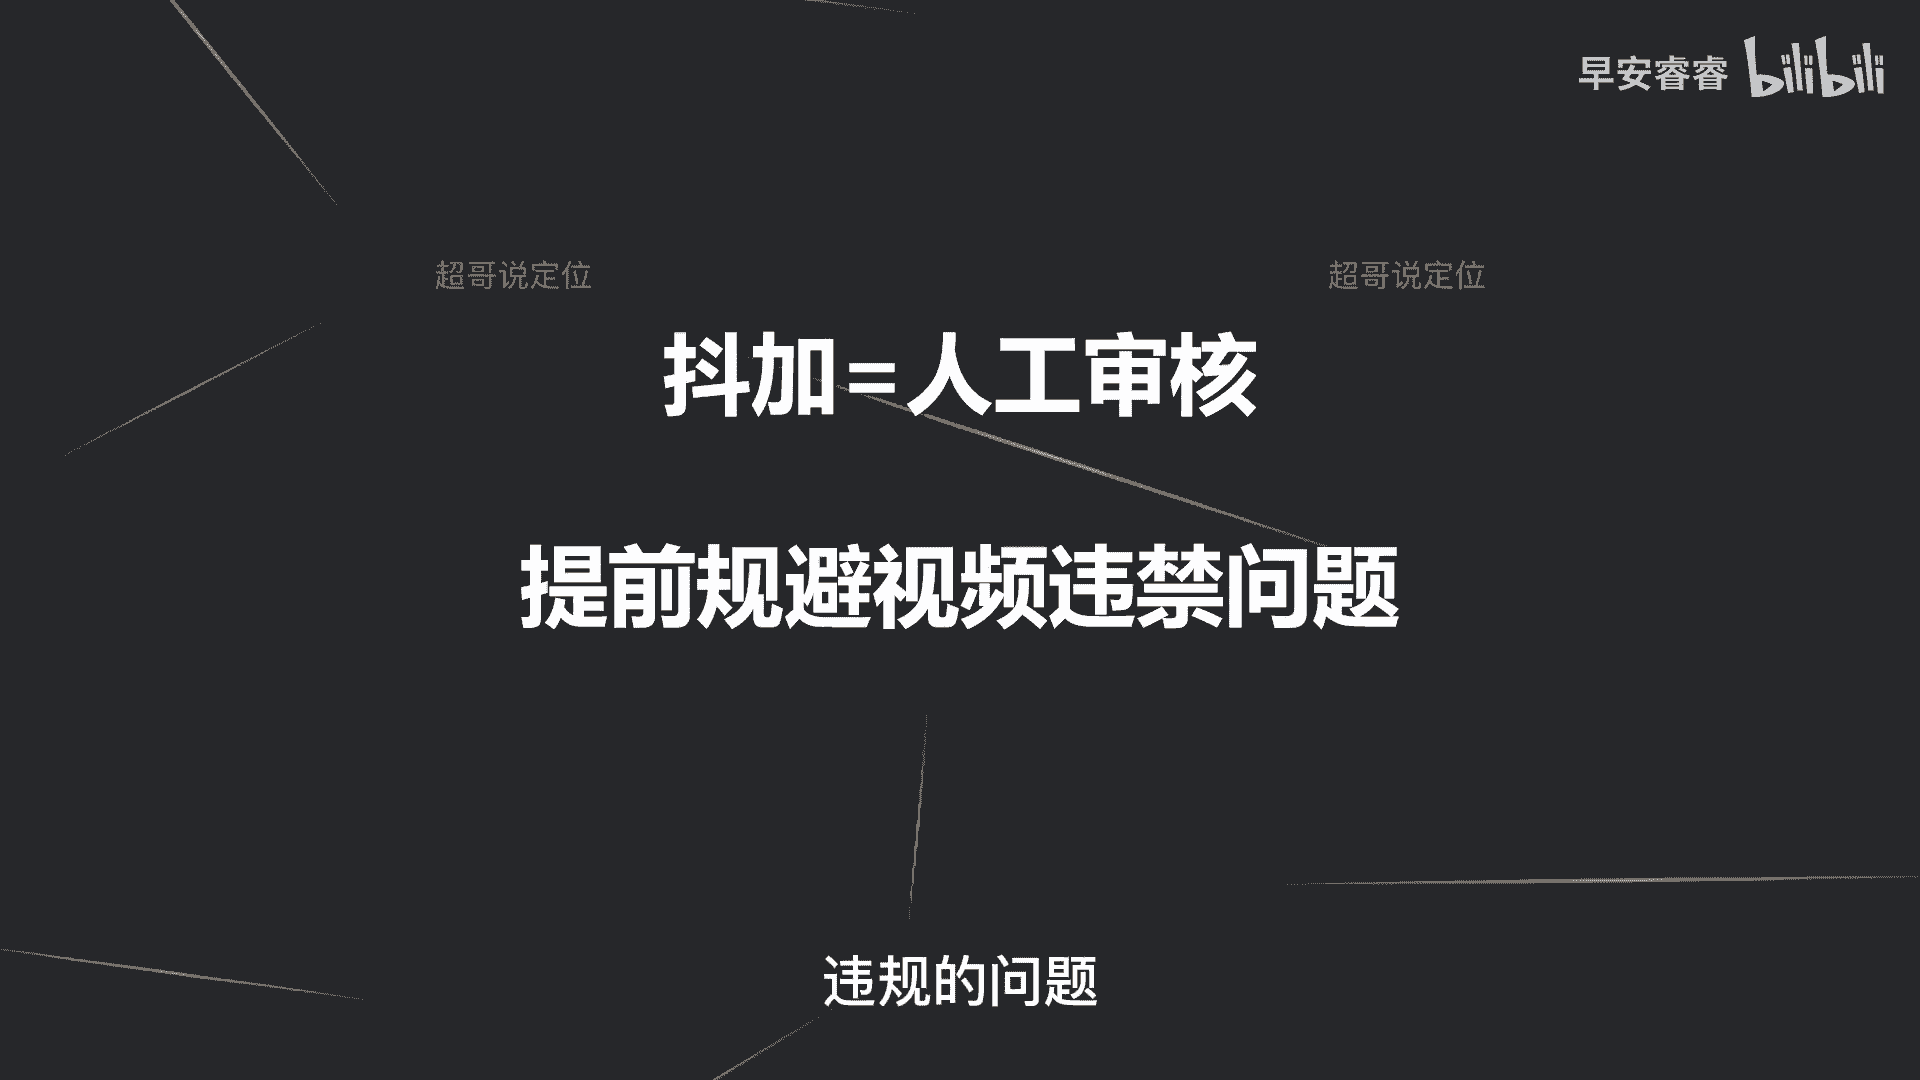 早安睿睿 bilibili
超哥说定位 超哥说定位
抖加=人工审核
提前规避视频违禁问题
违规的问题